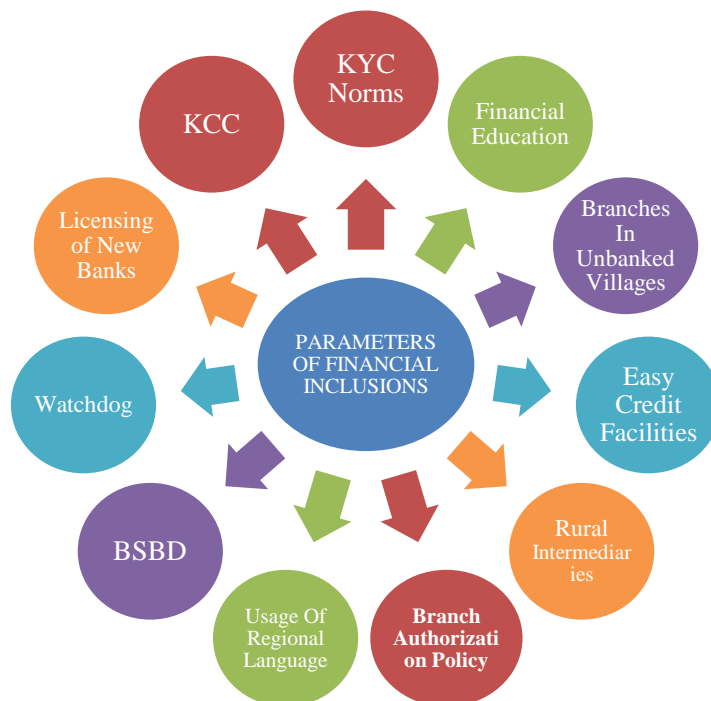 KYC
Norms
Financial
Education
Branches
In
Unbanked
Villages
Easy
Credit
Facilities
Rural
Intermediar
ies
Branch
Authorizati
on Policy
Usage Of
Regional
Language
BSBD
Watchdog
Licensing
of New
Banks
KCC
PARAMETERS
OF FINANCIAL
INCLUSIONS